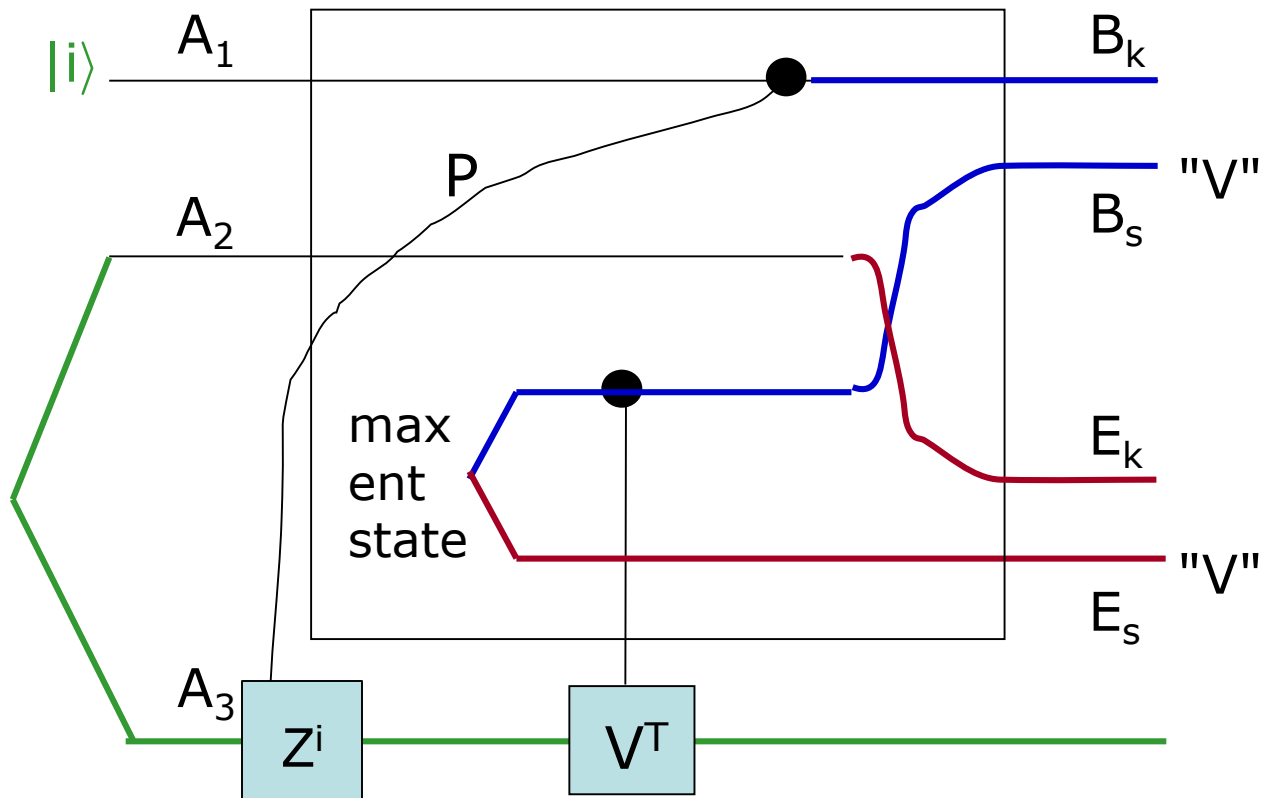 |i⟩
A₁
Bₖ
P
"V"
A₂
Bₛ
max
ent
state
Eₖ
"V"
Eₛ
A₃
Zⁱ
Vᵀ